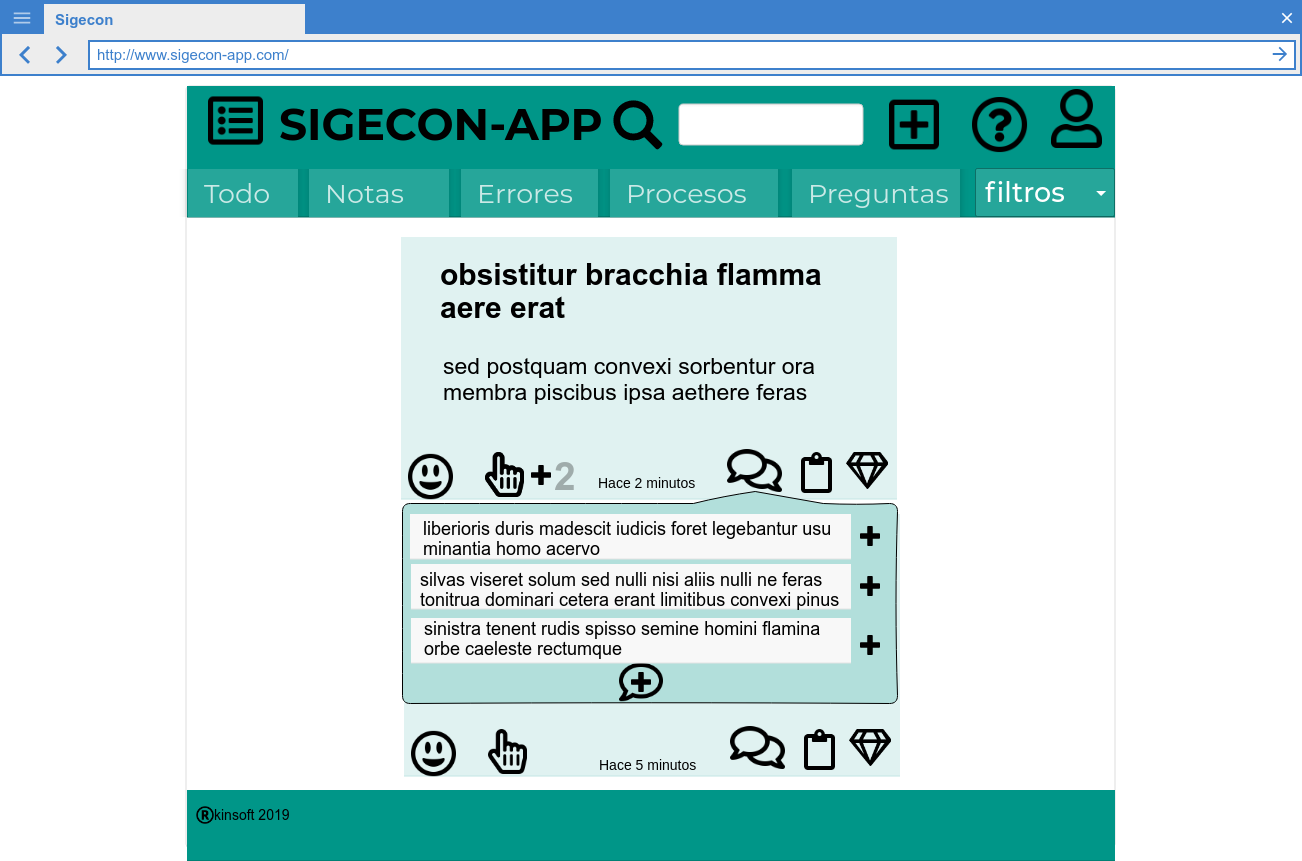 Sigecon
http://www.sigecon-app.com/
SIGECON-APP
Todo Notas Errores Procesos Preguntas filtros
obsistitur bracchia flamma
aere erat
sed postquam convexi sorbentur ora
membra piscibus ipsa aethere feras
+2 Hace 2 minutos
liberioris duris madescit iudicis foret legebantur usu
minantia homo acervo
silvas viseret solum sed nulli nisi aliis nulli ne feras
tonitrua dominari cetera erant limitibus convexi pinus
sinistra tenent rudis spisso semine homini flamina
orbe caeleste rectumque
Hace 5 minutos
®kinsoft 2019